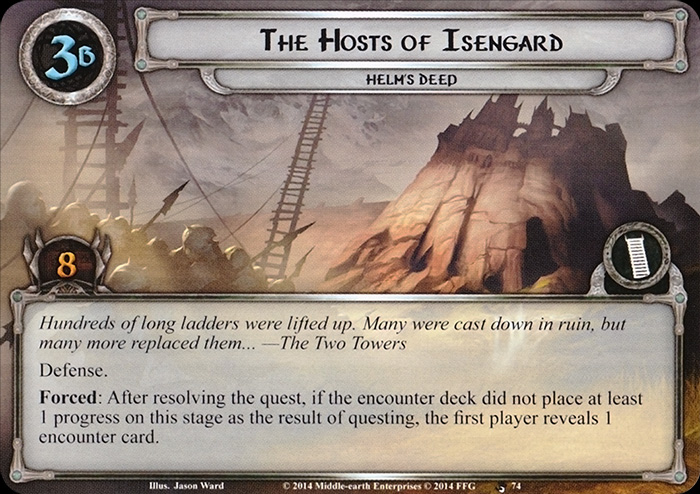 3B
THE HOSTS OF ISENGARD
HELM'S DEEP
8
Hundreds of long ladders were lifted up. Many were cast down in ruin, but
many more replaced them... —The Two Towers
Defense.
Forced: After resolving the quest, if the encounter deck did not place at least
1 progress on this stage as the result of questing, the first player reveals 1
encounter card.
Illus. Jason Ward © 2014 Middle-earth Enterprises © 2014 FFG 74